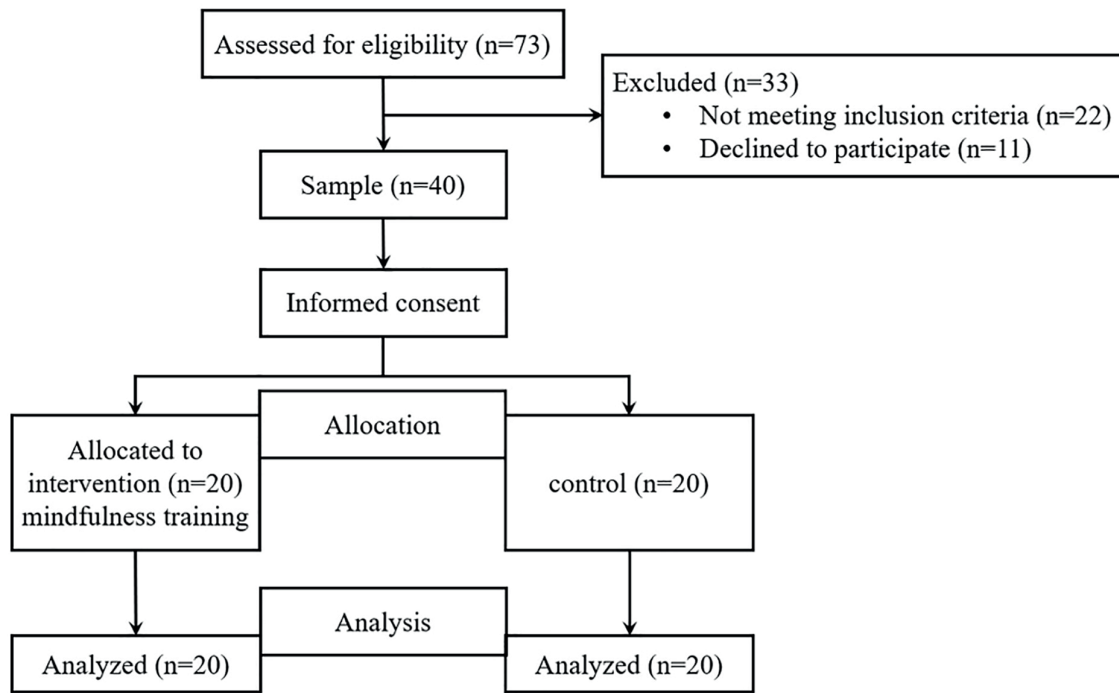 Assessed for eligibility (n=73)
Excluded (n=33)
• Not meeting inclusion criteria (n=22)
• Declined to participate (n=11)
Sample (n=40)
Informed consent
Allocation
Allocated to
intervention (n=20)
mindfulness training
control (n=20)
Analysis
Analyzed (n=20)
Analyzed (n=20)